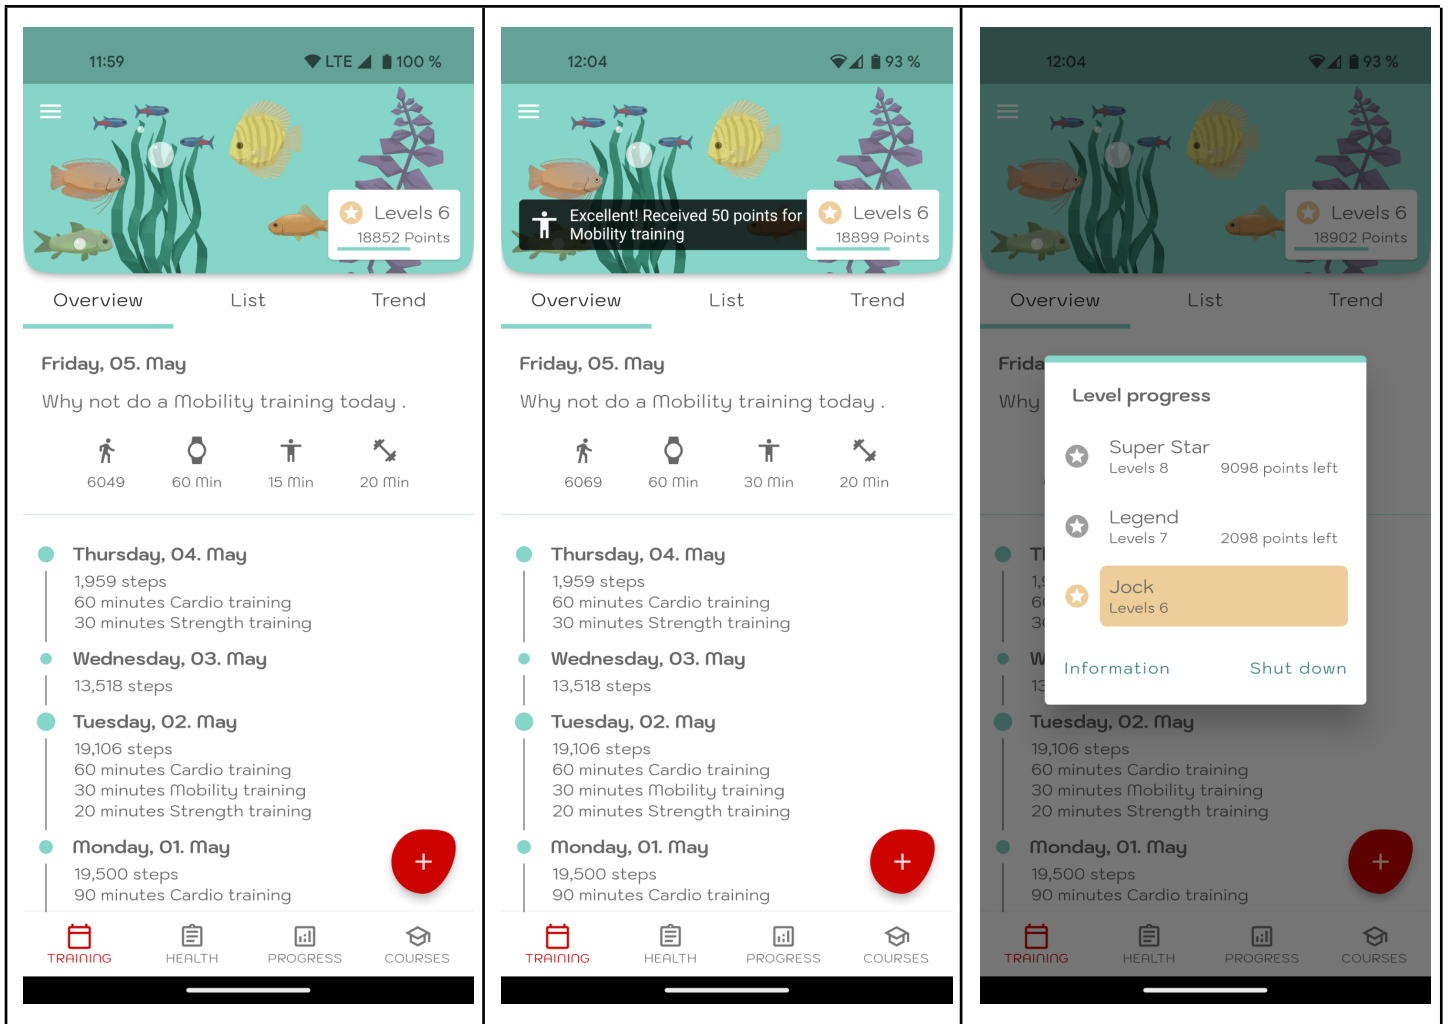 11:59
LTE 100 %
Levels 6
18852 Points
Overview List Trend
Friday, 05. May
Why not do a Mobility training today .
6049 60 Min 15 Min 20 Min
Thursday, 04. May
1,959 steps
60 minutes Cardio training
30 minutes Strength training
Wednesday, 03. May
13,518 steps
Tuesday, 02. May
19,106 steps
60 minutes Cardio training
30 minutes Mobility training
20 minutes Strength training
Monday, 01. May
19,500 steps
90 minutes Cardio training
TRAINING HEALTH PROGRESS COURSES
12:04
93 %
Excellent! Received 50 points for
Mobility training
Levels 6
18899 Points
Overview List Trend
Friday, 05. May
Why not do a Mobility training today .
6069 60 Min 30 Min 20 Min
Thursday, 04. May
1,959 steps
60 minutes Cardio training
30 minutes Strength training
Wednesday, 03. May
13,518 steps
Tuesday, 02. May
19,106 steps
60 minutes Cardio training
30 minutes Mobility training
20 minutes Strength training
Monday, 01. May
19,500 steps
90 minutes Cardio training
TRAINING HEALTH PROGRESS COURSES
12:04
93 %
Levels 6
18902 Points
Overview List Trend
Frida
Why
Level progress
Super Star
Levels 8 9098 points left
Legend
Levels 7 2098 points left
Jock
Levels 6
Information Shut down
Tuesday, 02. May
19,106 steps
60 minutes Cardio training
30 minutes Mobility training
20 minutes Strength training
Monday, 01. May
19,500 steps
90 minutes Cardio training
TRAINING HEALTH PROGRESS COURSES